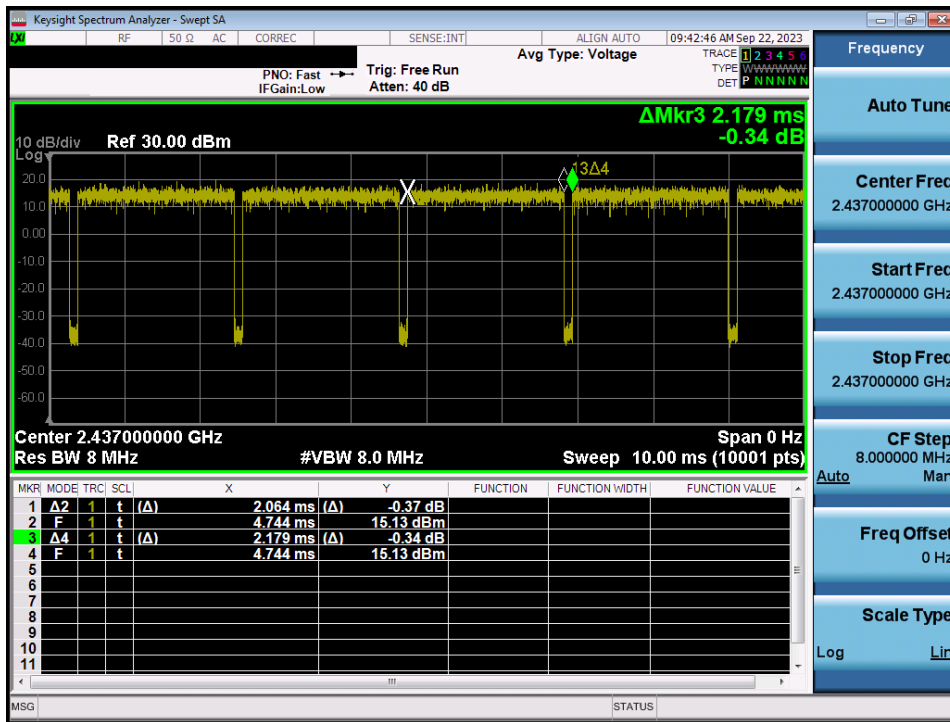 Keysight Spectrum Analyzer - Swept SA
LXI RF 50 Ω AC CORREC SENSE:INT ALIGN AUTO 09:42:46 AM Sep 22, 2023
Avg Type: Voltage TRACE 1 2 3 4 5 6
PNO: Fast Trig: Free Run TYPE WWWWWW
IFGain:Low Atten: 40 dB DET P N N N N N
Frequency
Auto Tune
Center Freq
2.437000000 GHz
Start Freq
2.437000000 GHz
Stop Freq
2.437000000 GHz
CF Step
8.000000 MHz
Auto Man
Freq Offset
0 Hz
Scale Type
Log Lin
ΔMkr3 2.179 ms
-0.34 dB
10 dB/div Ref 30.00 dBm
Log
20.0
10.0
0.00
-10.0
-20.0
-30.0
-40.0
-50.0
-60.0
X
13Δ4
Center 2.437000000 GHz Span 0 Hz
Res BW 8 MHz #VBW 8.0 MHz Sweep 10.00 ms (10001 pts)
MKR MODE TRC SCL X Y FUNCTION FUNCTION WIDTH FUNCTION VALUE
1 Δ2 1 t (Δ) 2.064 ms (Δ) -0.37 dB
2 F 1 t 4.744 ms 15.13 dBm
3 Δ4 1 t (Δ) 2.179 ms (Δ) -0.34 dB
4 F 1 t 4.744 ms 15.13 dBm
5
6
7
8
9
10
11
MSG STATUS